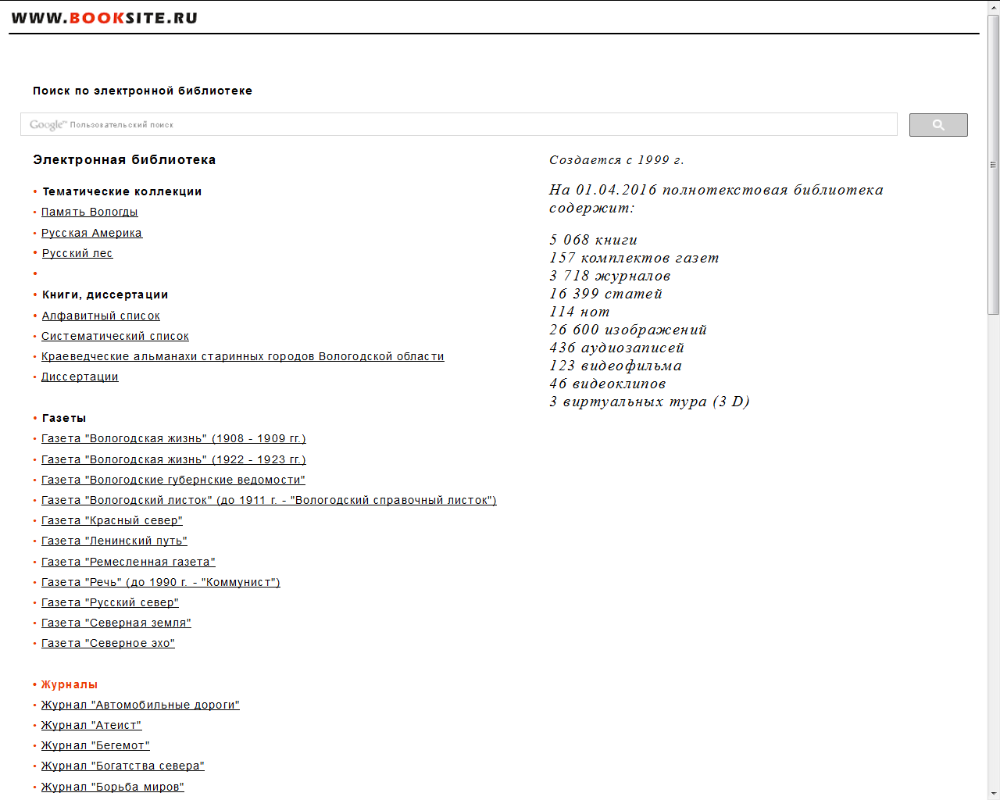 WWW.BOOKSITE.RU
Поиск по электронной библиотеке
Google™ Пользовательский поиск
Электронная библиотека
• Тематические коллекции
• Память Вологды
• Русская Америка
• Русский лес
•
• Книги, диссертации
• Алфавитный список
• Систематический список
• Краеведческие альманахи старинных городов Вологодской области
• Диссертации
• Газеты
• Газета "Вологодская жизнь" (1908 - 1909 гг.)
• Газета "Вологодская жизнь" (1922 - 1923 гг.)
• Газета "Вологодские губернские ведомости"
• Газета "Вологодский листок" (до 1911 г. - "Вологодский справочный листок")
• Газета "Красный север"
• Газета "Ленинский путь"
• Газета "Ремесленная газета"
• Газета "Речь" (до 1990 г. - "Коммунист")
• Газета "Русский север"
• Газета "Северная земля"
• Газета "Северное эхо"
• Журналы
• Журнал "Автомобильные дороги"
• Журнал "Атеист"
• Журнал "Бегемот"
• Журнал "Богатства севера"
• Журнал "Борьба миров"
Создается с 1999 г.
На 01.04.2016 полнотекстовая библиотека
содержит:
5 068 книги
157 комплектов газет
3 718 журналов
16 399 статей
114 нот
26 600 изображений
436 аудиозаписей
123 видеофильма
46 видеоклипов
3 виртуальных тура (3 D)